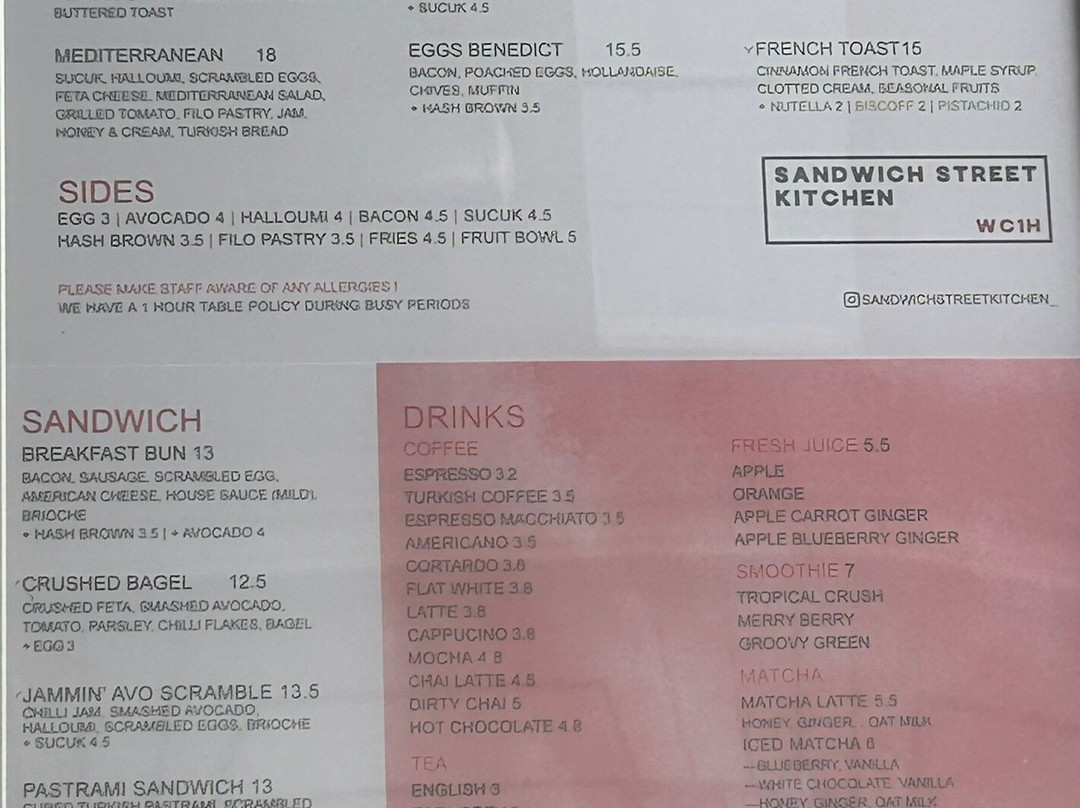 BUTTERED TOAST
+ SUCUK 4.5
MEDITERRANEAN 18
SUCUK, HALLOUMI, SCRAMBLED EGGS,
FETA CHEESE, MEDITERRANEAN SALAD,
GRILLED TOMATO, FILO PASTRY, JAM,
HONEY & CREAM, TURKISH BREAD
EGGS BENEDICT 15.5
BACON, POACHED EGGS, HOLLANDAISE,
CHIVES, MUFFIN
+ HASH BROWN 3.5
FRENCH TOAST 15
CINNAMON FRENCH TOAST, MAPLE SYRUP,
CLOTTED CREAM, SEASONAL FRUITS
+ NUTELLA 2 | BISCOFF 2 | PISTACHIO 2
SIDES
EGG 3 | AVOCADO 4 | HALLOUMI 4 | BACON 4.5 | SUCUK 4.5
HASH BROWN 3.5 | FILO PASTRY 3.5 | FRIES 4.5 | FRUIT BOWL 5
PLEASE MAKE STAFF AWARE OF ANY ALLERGIES !
WE HAVE A 1 HOUR TABLE POLICY DURING BUSY PERIODS
SANDWICH STREET
KITCHEN
WC1H
SANDWICHSTREETKITCHEN_
SANDWICH
BREAKFAST BUN 13
BACON, SAUSAGE, SCRAMBLED EGG,
AMERICAN CHEESE, HOUSE SAUCE (MILD),
BRIOCHE
+ HASH BROWN 3.5 | + AVOCADO 4
CRUSHED BAGEL 12.5
CRUSHED FETA, SMASHED AVOCADO,
TOMATO, PARSLEY, CHILLI FLAKES, BAGEL
+ EGG 3
JAMMIN' AVO SCRAMBLE 13.5
CHILLI JAM, SMASHED AVOCADO,
HALLOUMI, SCRAMBLED EGGS, BRIOCHE
+ SUCUK 4.5
PASTRAMI SANDWICH 13
CURED TURKISH PASTRAMI, SCRAMBLED
DRINKS
COFFEE
ESPRESSO 3.2
TURKISH COFFEE 3.5
ESPRESSO MACCHIATO 3.5
AMERICANO 3.5
CORTARDO 3.8
FLAT WHITE 3.8
LATTE 3.8
CAPPUCINO 3.8
MOCHA 4.8
CHAI LATTE 4.5
DIRTY CHAI 5
HOT CHOCOLATE 4.8
TEA
ENGLISH 3
FRESH JUICE 5.5
APPLE
ORANGE
APPLE CARROT GINGER
APPLE BLUEBERRY GINGER
SMOOTHIE 7
TROPICAL CRUSH
MERRY BERRY
GROOVY GREEN
MATCHA
MATCHA LATTE 5.5
HONEY, GINGER, , OAT MILK
ICED MATCHA 6
—BLUEBERRY, VANILLA
—WHITE CHOCOLATE, VANILLA
—HONEY, GINGER, OAT MILK